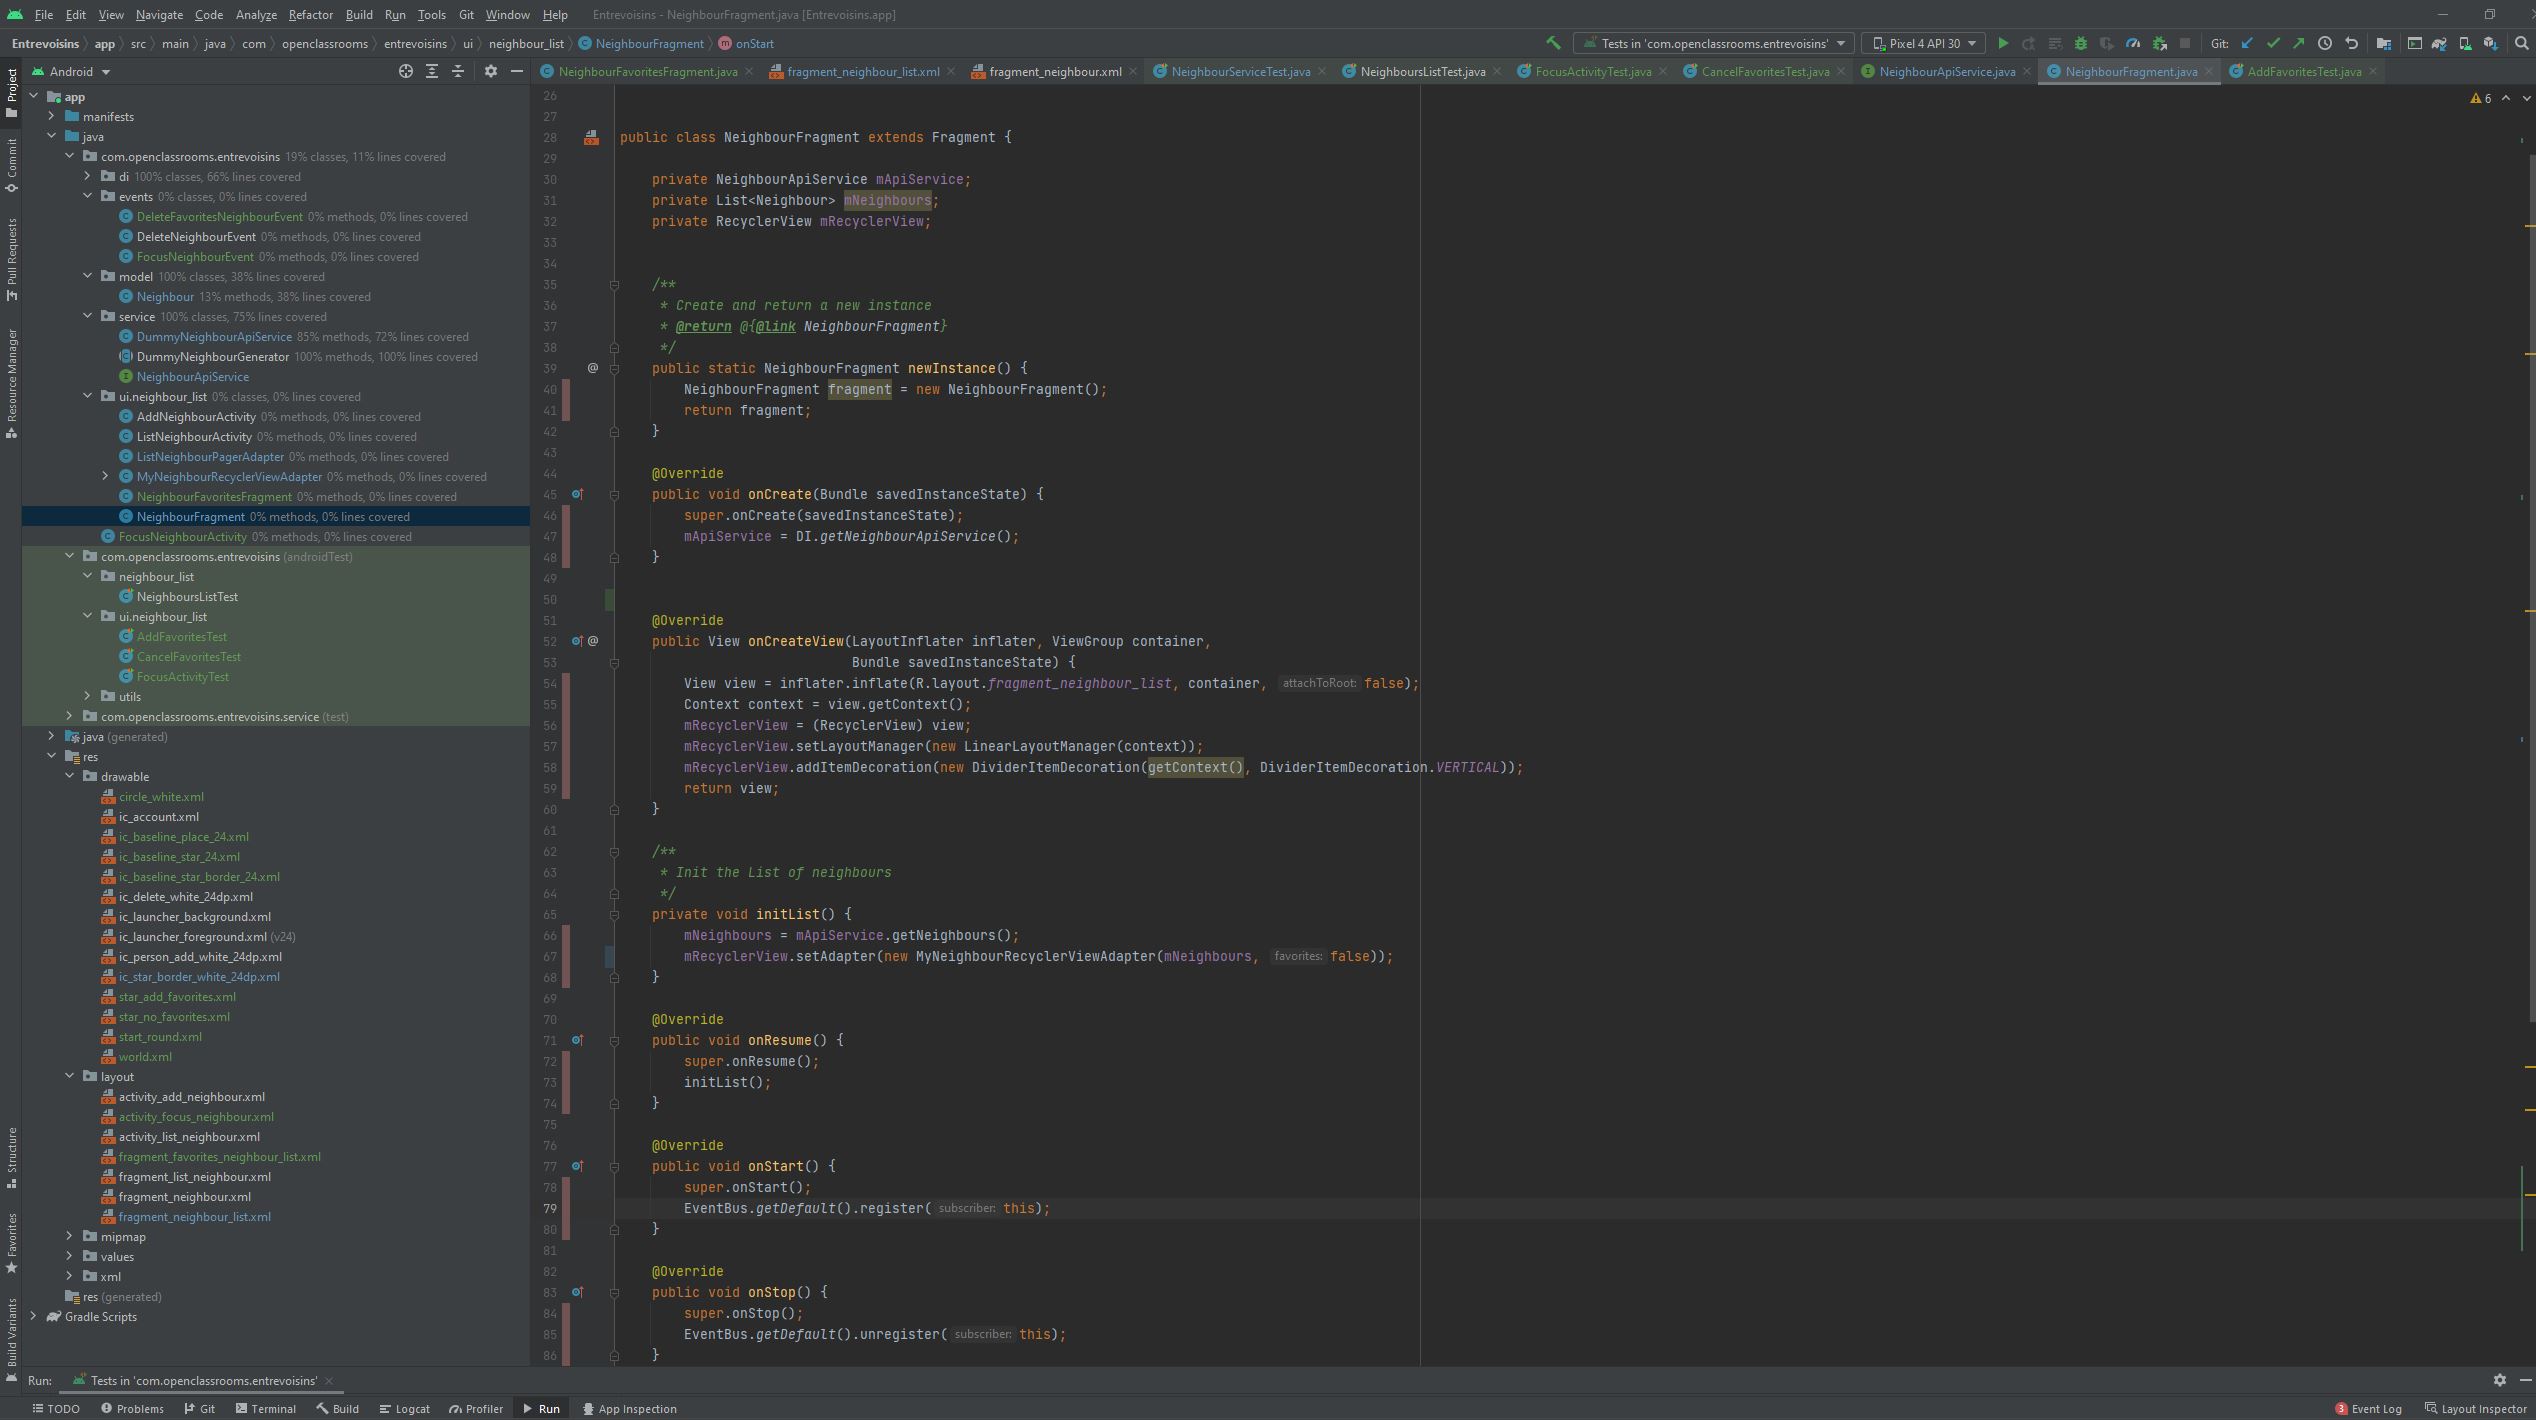 File Edit View Navigate Code Analyze Refactor Build Run Tools Git Window Help Entrevoisins - NeighbourFragment.java [Entrevoisins.app]
Entrevoisins app src main java com openclassrooms entrevoisins ui neighbour_list NeighbourFragment onStart Tests in 'com.openclassrooms.entrevoisins' Pixel 4 API 30 Git:
Android
NeighbourFavoritesFragment.java fragment_neighbour_list.xml fragment_neighbour.xml NeighbourServiceTest.java NeighboursListTest.java FocusActivityTest.java CancelFavoritesTest.java NeighbourApiService.java NeighbourFragment.java AddFavoritesTest.java
Project
Commit
Pull Requests
Resource Manager
Structure
Favorites
Build Variants
app
manifests
java
com.openclassrooms.entrevoisins 19% classes, 11% lines covered
di 100% classes, 66% lines covered
events 0% classes, 0% lines covered
DeleteFavoritesNeighbourEvent 0% methods, 0% lines covered
DeleteNeighbourEvent 0% methods, 0% lines covered
FocusNeighbourEvent 0% methods, 0% lines covered
model 100% classes, 38% lines covered
Neighbour 13% methods, 38% lines covered
service 100% classes, 75% lines covered
DummyNeighbourApiService 85% methods, 72% lines covered
DummyNeighbourGenerator 100% methods, 100% lines covered
NeighbourApiService
ui.neighbour_list 0% classes, 0% lines covered
AddNeighbourActivity 0% methods, 0% lines covered
ListNeighbourActivity 0% methods, 0% lines covered
ListNeighbourPagerAdapter 0% methods, 0% lines covered
MyNeighbourRecyclerViewAdapter 0% methods, 0% lines covered
NeighbourFavoritesFragment 0% methods, 0% lines covered
NeighbourFragment 0% methods, 0% lines covered
FocusNeighbourActivity 0% methods, 0% lines covered
com.openclassrooms.entrevoisins (androidTest)
neighbour_list
NeighboursListTest
ui.neighbour_list
AddFavoritesTest
CancelFavoritesTest
FocusActivityTest
utils
com.openclassrooms.entrevoisins.service (test)
java (generated)
res
drawable
circle_white.xml
ic_account.xml
ic_baseline_place_24.xml
ic_baseline_star_24.xml
ic_baseline_star_border_24.xml
ic_delete_white_24dp.xml
ic_launcher_background.xml
ic_launcher_foreground.xml (v24)
ic_person_add_white_24dp.xml
ic_star_border_white_24dp.xml
star_add_favorites.xml
star_no_favorites.xml
start_round.xml
world.xml
layout
activity_add_neighbour.xml
activity_focus_neighbour.xml
activity_list_neighbour.xml
fragment_favorites_neighbour_list.xml
fragment_list_neighbour.xml
fragment_neighbour.xml
fragment_neighbour_list.xml
mipmap
values
xml
res (generated)
Gradle Scripts
6
26
27
28 public class NeighbourFragment extends Fragment {
29
30 private NeighbourApiService mApiService;
31 private List<Neighbour> mNeighbours;
32 private RecyclerView mRecyclerView;
33
34
35 /**
36 * Create and return a new instance
37 * @return @{@link NeighbourFragment}
38 */
39 @ public static NeighbourFragment newInstance() {
40 NeighbourFragment fragment = new NeighbourFragment();
41 return fragment;
42 }
43
44 @Override
45 public void onCreate(Bundle savedInstanceState) {
46 super.onCreate(savedInstanceState);
47 mApiService = DI.getNeighbourApiService();
48 }
49
50
51 @Override
52 @ public View onCreateView(LayoutInflater inflater, ViewGroup container,
53 Bundle savedInstanceState) {
54 View view = inflater.inflate(R.layout.fragment_neighbour_list, container, attachToRoot: false);
55 Context context = view.getContext();
56 mRecyclerView = (RecyclerView) view;
57 mRecyclerView.setLayoutManager(new LinearLayoutManager(context));
58 mRecyclerView.addItemDecoration(new DividerItemDecoration(getContext(), DividerItemDecoration.VERTICAL));
59 return view;
60 }
61
62 /**
63 * Init the List of neighbours
64 */
65 private void initList() {
66 mNeighbours = mApiService.getNeighbours();
67 mRecyclerView.setAdapter(new MyNeighbourRecyclerViewAdapter(mNeighbours, favorites: false));
68 }
69
70 @Override
71 public void onResume() {
72 super.onResume();
73 initList();
74 }
75
76 @Override
77 public void onStart() {
78 super.onStart();
79 EventBus.getDefault().register( subscriber: this);
80 }
81
82 @Override
83 public void onStop() {
84 super.onStop();
85 EventBus.getDefault().unregister( subscriber: this);
86 }
Run: Tests in 'com.openclassrooms.entrevoisins'
TODO Problems Git Terminal Build Logcat Profiler Run App Inspection 3 Event Log Layout Inspector